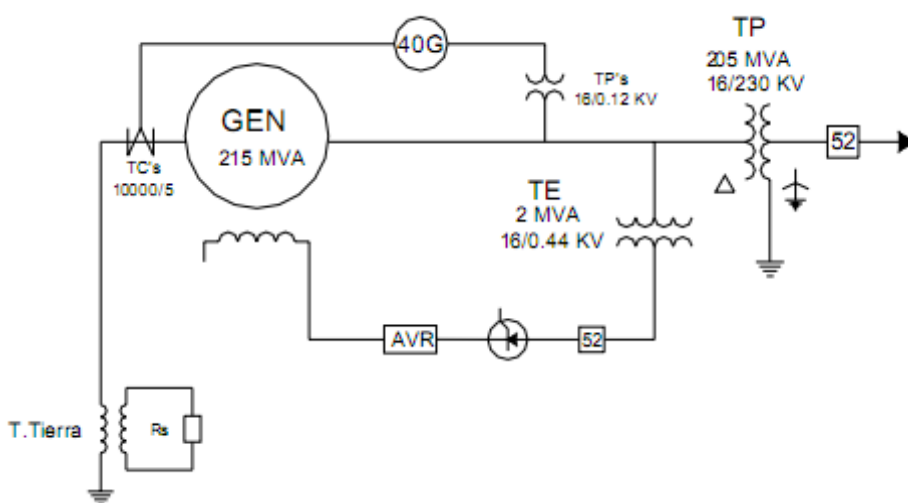 40G
TP
205 MVA
16/230 KV
TP's
16/0.12 KV
GEN
215 MVA
52
TC's
10000/5
TE
2 MVA
16/0.44 KV
AVR
52
T.Tierra
Rs